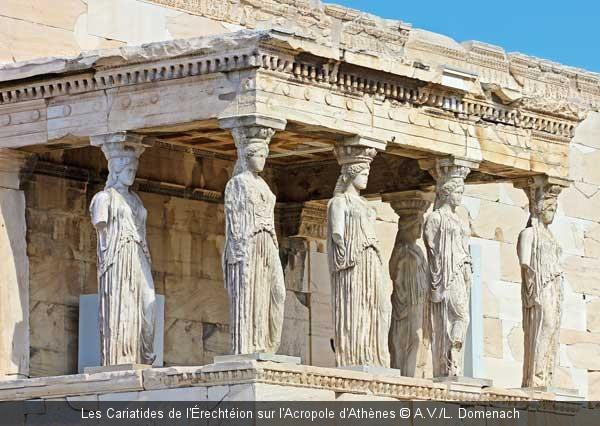 Les Cariatides de l'Érechtéion sur l'Acropole d'Athènes © A.V./L. Domenach